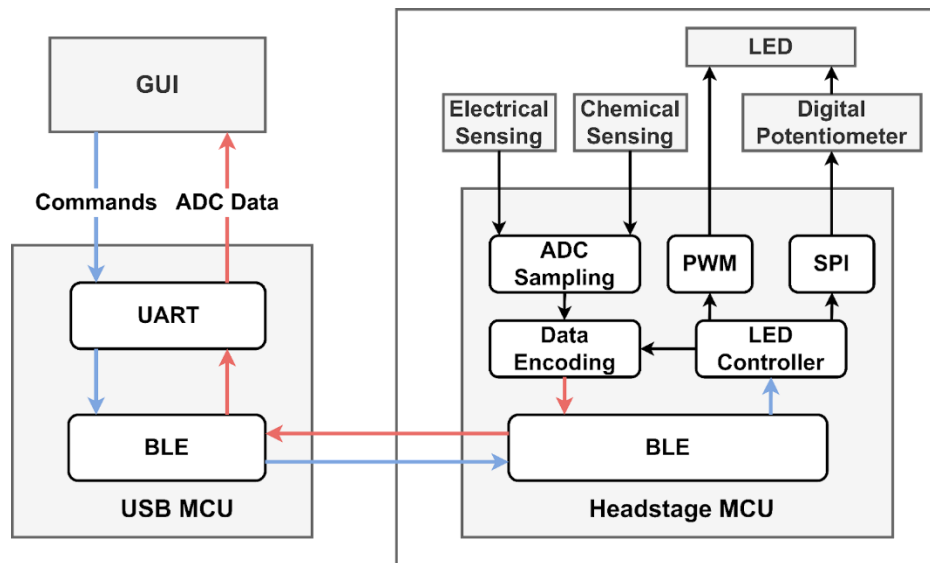 GUI
Commands
ADC Data
UART
BLE
USB MCU
LED
Electrical
Sensing
Chemical
Sensing
Digital
Potentiometer
ADC
Sampling
PWM
SPI
Data
Encoding
LED
Controller
BLE
Headstage MCU